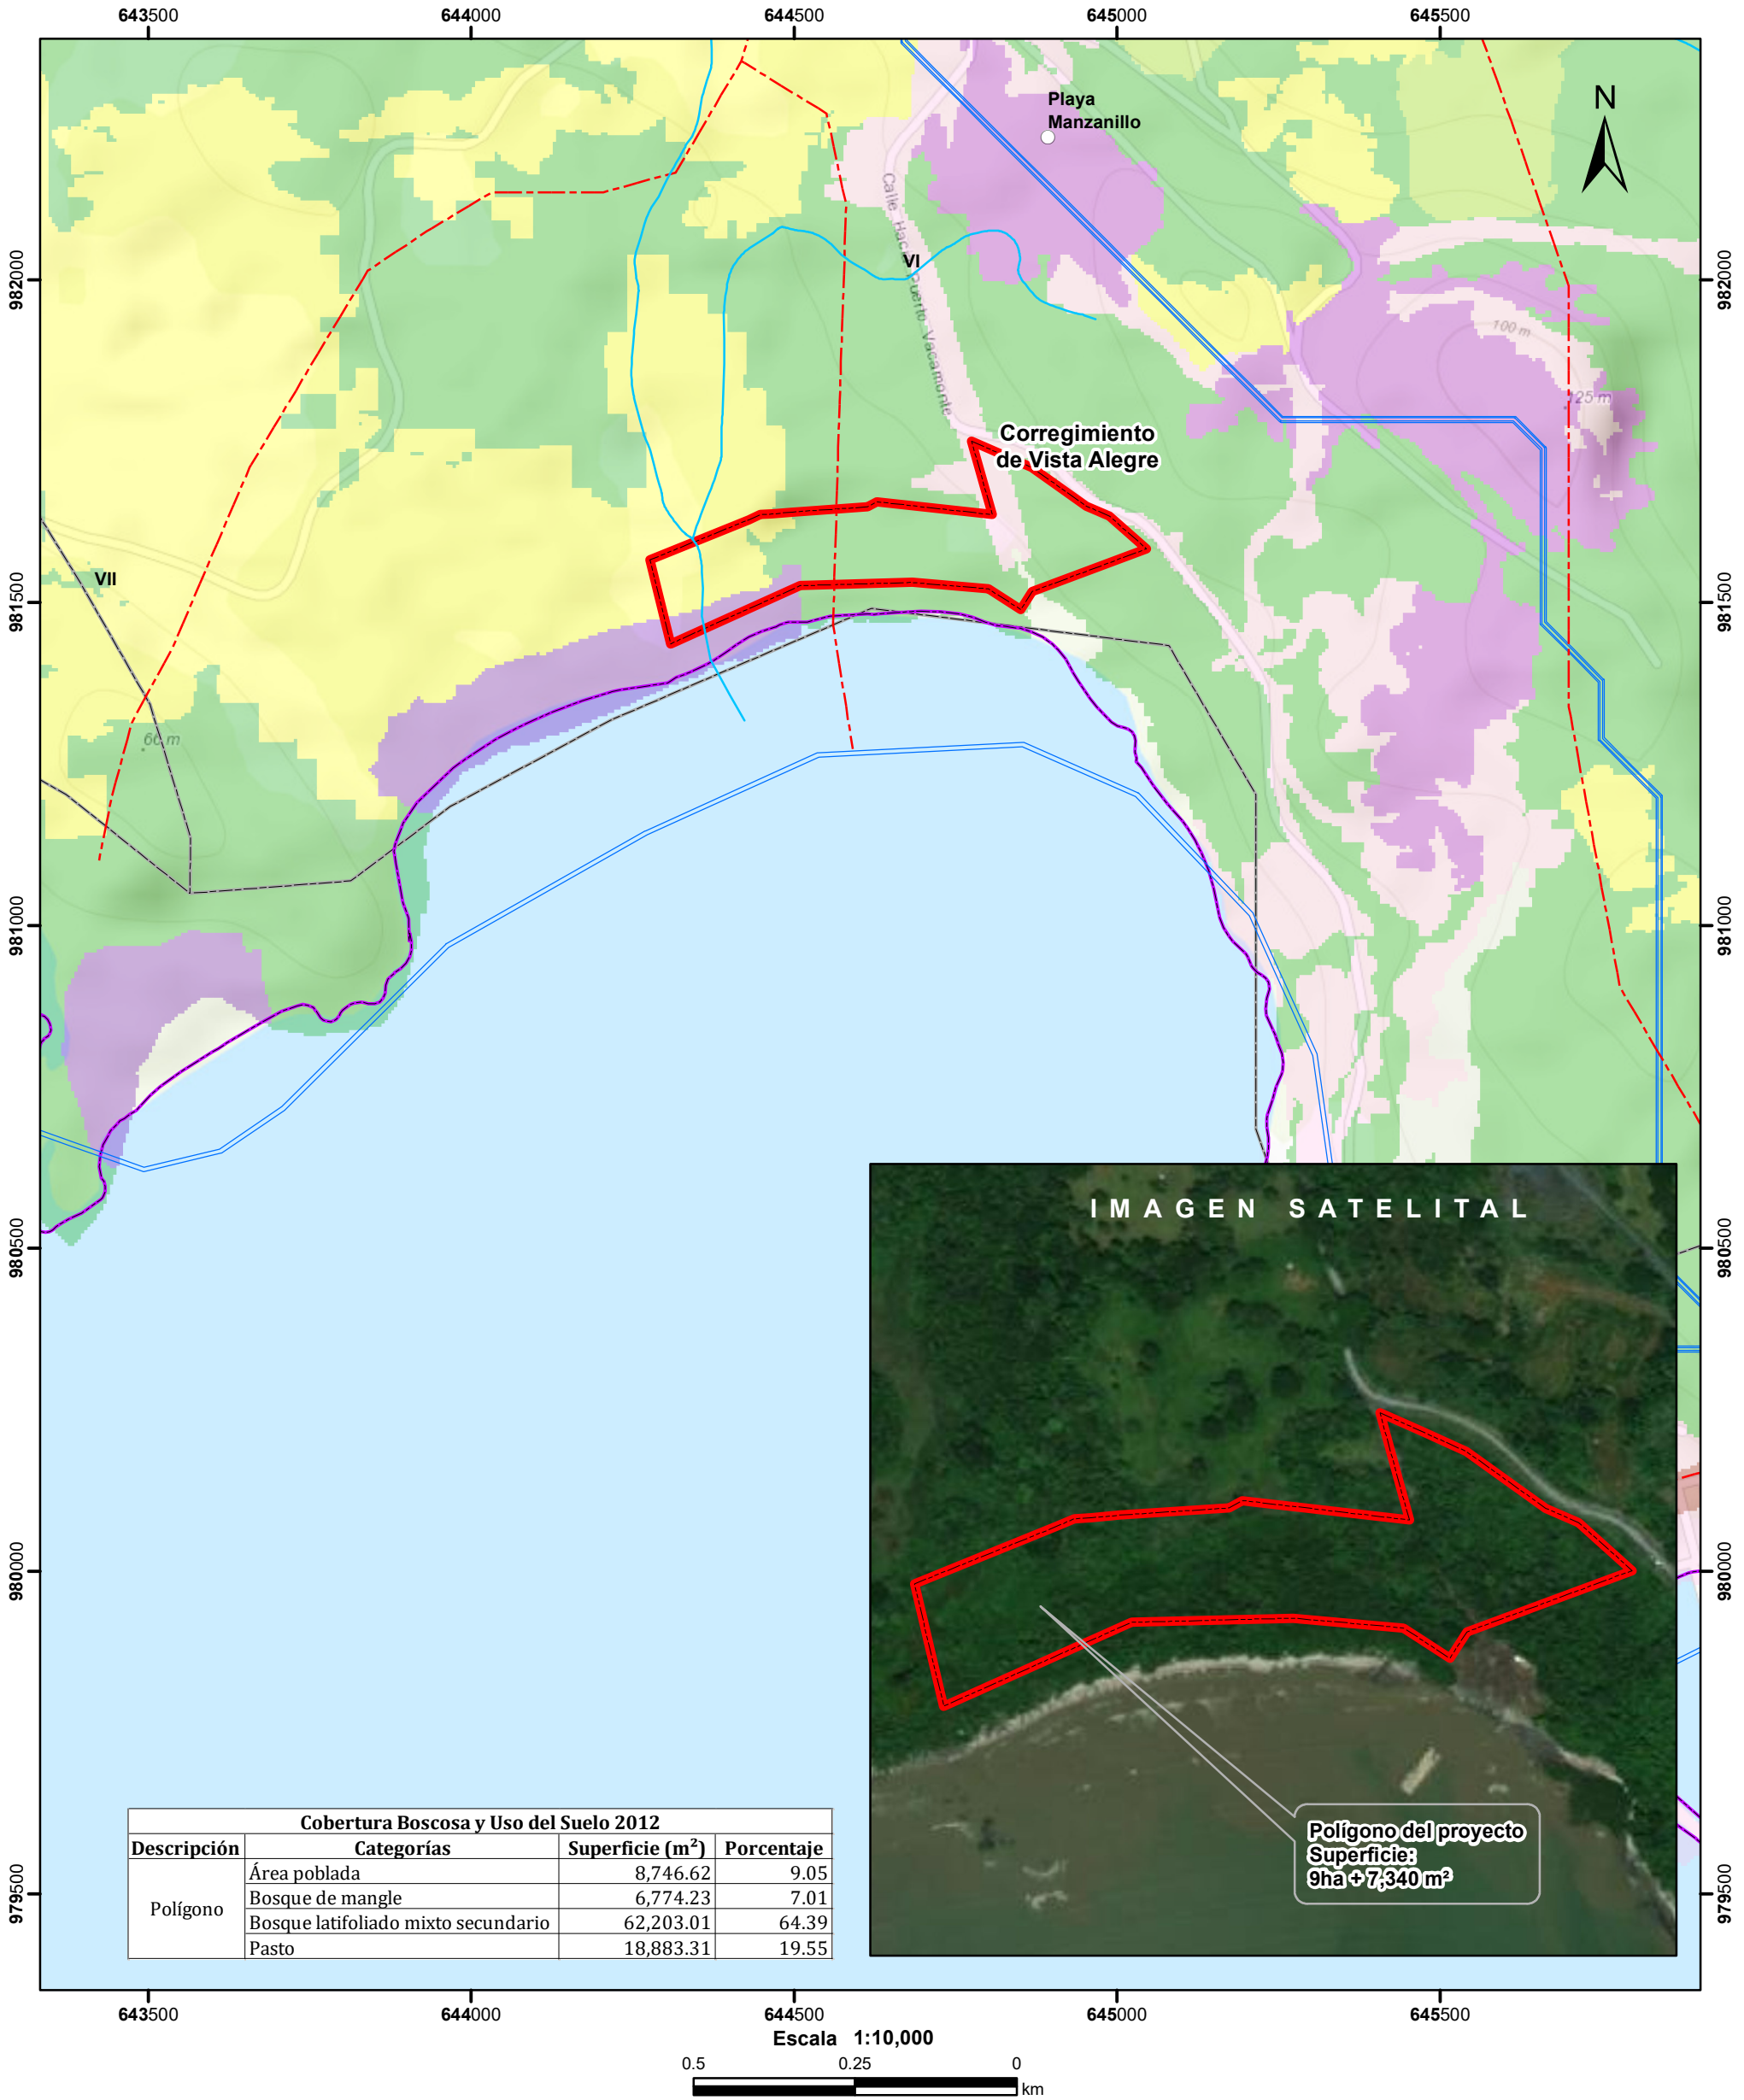 643500 644000 644500 645000 645500
N
Playa
Manzanillo
Calle Hacia Puerto Vacamonte
VI
982000 982000
100 m
125 m
Corregimiento
de Vista Alegre
VII
981500 981500
66 m
981000 981000
IMAGEN SATELITAL
980500 980500
980000 980000
Cobertura Boscosa y Uso del Suelo 2012
Descripción Categorías Superficie (m²) Porcentaje
Polígono
Área poblada 8,746.62 9.05
Bosque de mangle 6,774.23 7.01
Bosque latifoliado mixto secundario 62,203.01 64.39
Pasto 18,883.31 19.55
Polígono del proyecto
Superficie:
9ha + 7,340 m²
979500 979500
643500 644000 644500 645000 645500
Escala 1:10,000
0.5 0.25 0
km